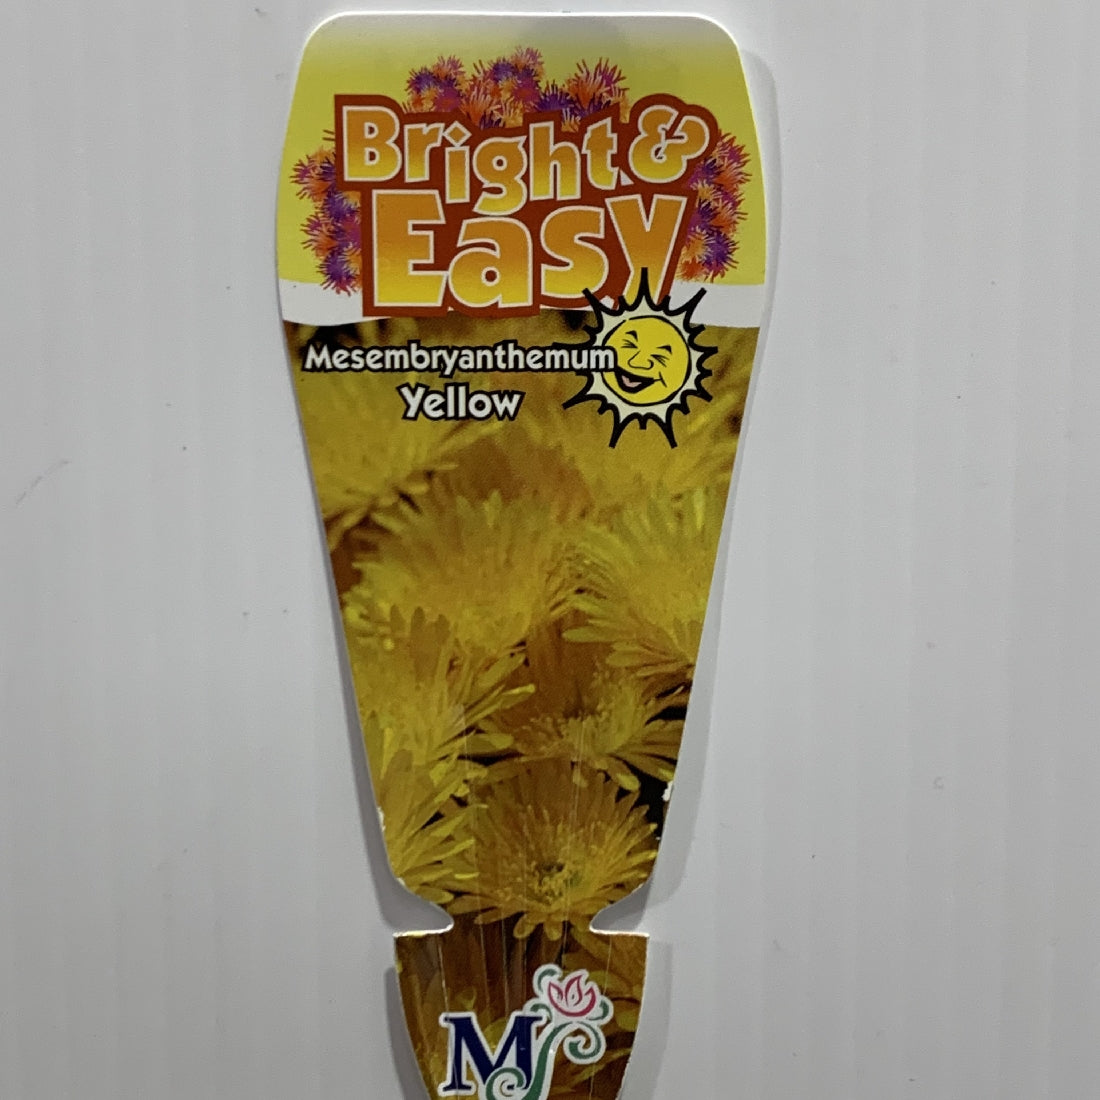 Bright &
Easy
Mesembryanthemum
Yellow
M